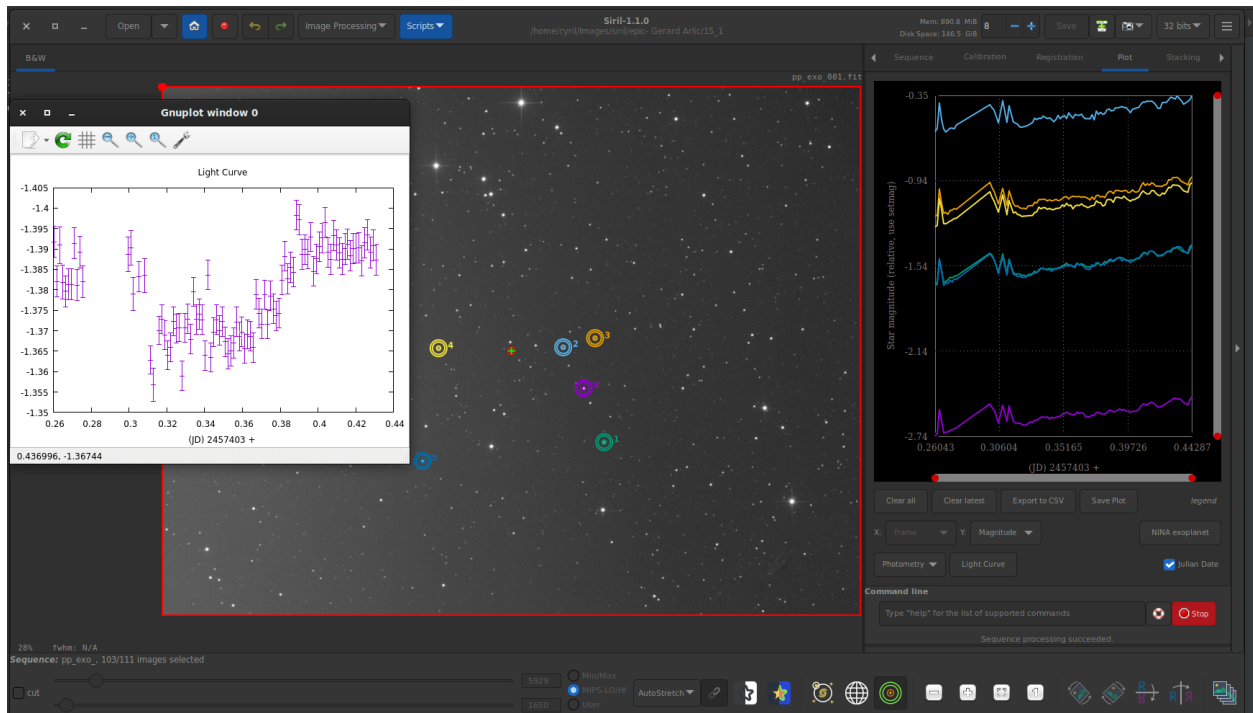 Open
Image Processing
Scripts
Siril-1.1.0
/home/cyril/Images/siril/epic- Gerard Arlic/15_1
Mem: 890.8 MiB
Disk Space: 146.5 GiB
8
Save
32 bits
B&W
Sequence
Calibration
Registration
Plot
Stacking
pp_exo_001.fit
Gnuplot window 0
Light Curve
-1.405
-1.4
-1.395
-1.39
-1.385
-1.38
-1.375
-1.37
-1.365
-1.36
-1.355
-1.35
0.26
0.28
0.3
0.32
0.34
0.36
0.38
0.4
0.42
0.44
(JD) 2457403 +
0.436996, -1.36744
4
2
3
V
1
5
-0.35
-0.94
-1.54
-2.14
-2.74
Star magnitude (relative, use setmag)
0.26043
0.30604
0.35165
0.39726
0.44287
(JD) 2457403 +
Clear all
Clear latest
Export to CSV
Save Plot
legend
X:
Frame
Y:
Magnitude
NINA exoplanet
Photometry
Light Curve
Julian Date
Command line
Type "help" for the list of supported commands
Stop
Sequence processing succeeded.
28%
fwhm: N/A
Sequence: pp_exo_, 103/111 images selected
cut
5929
1650
Min/Max
MIPS-LO/HI
User
AutoStretch